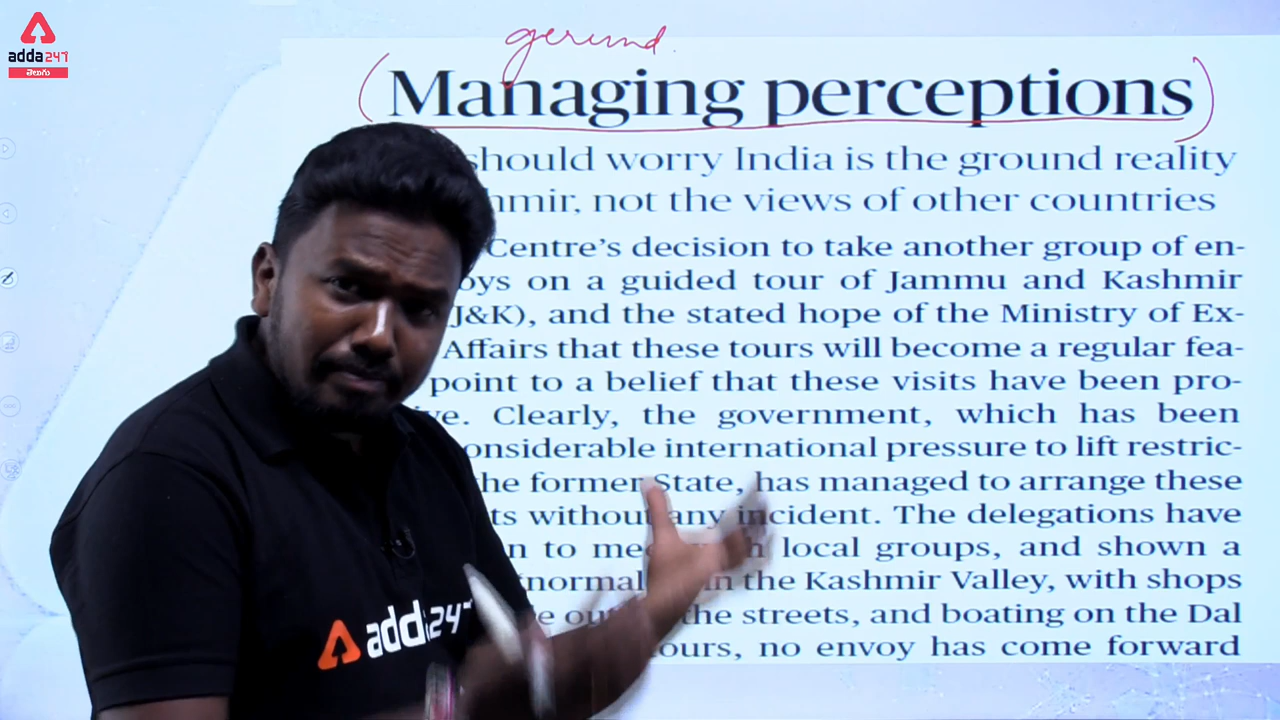 adda247
తెలుగు
gerund
Managing perceptions
should worry India is the ground reality
not the views of other countries
Centre's decision to take another group of en-
on a guided tour of Jammu and Kashmir
(J&K), and the stated hope of the Ministry of Ex-
Affairs that these tours will become a regular fea-
point to a belief that these visits have been pro-
Clearly, the government, which has been
considerable international pressure to lift restric-
the former State, has managed to arrange these
without any incident. The delegations have
to local groups, and shown a
in the Kashmir Valley, with shops
the streets, and boating on the Dal
no envoy has come forward
adda247